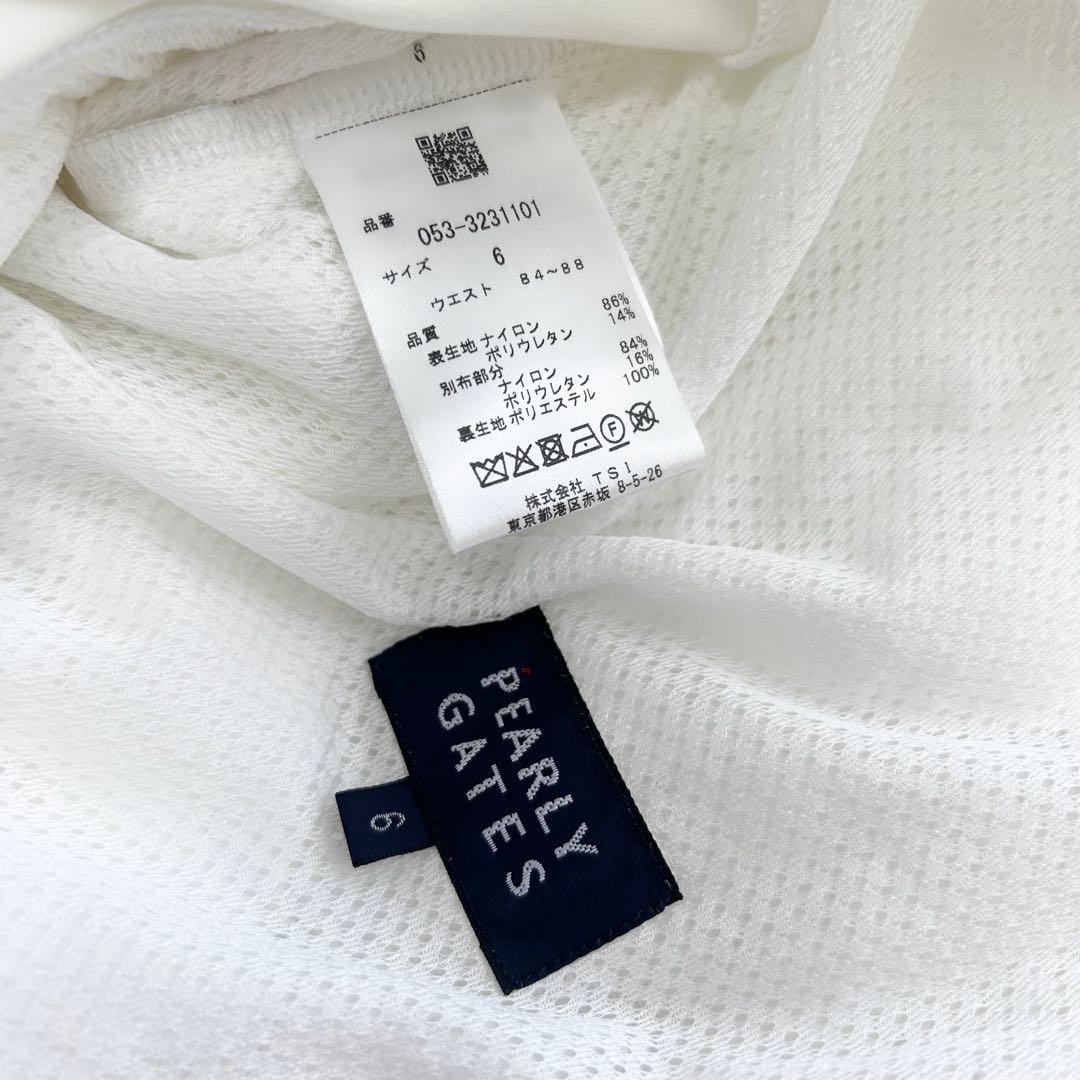 6
品番 053-3231101
サイズ 6
ウエスト 84~88
品質
表生地 ナイロン 86%
ポリウレタン 14%
別布部分
ナイロン 84%
ポリウレタン 16%
裏生地 ポリエステル 100%
F
W
株式会社 TSI
東京都港区赤坂 8-5-26
PEARLY
GATES
6